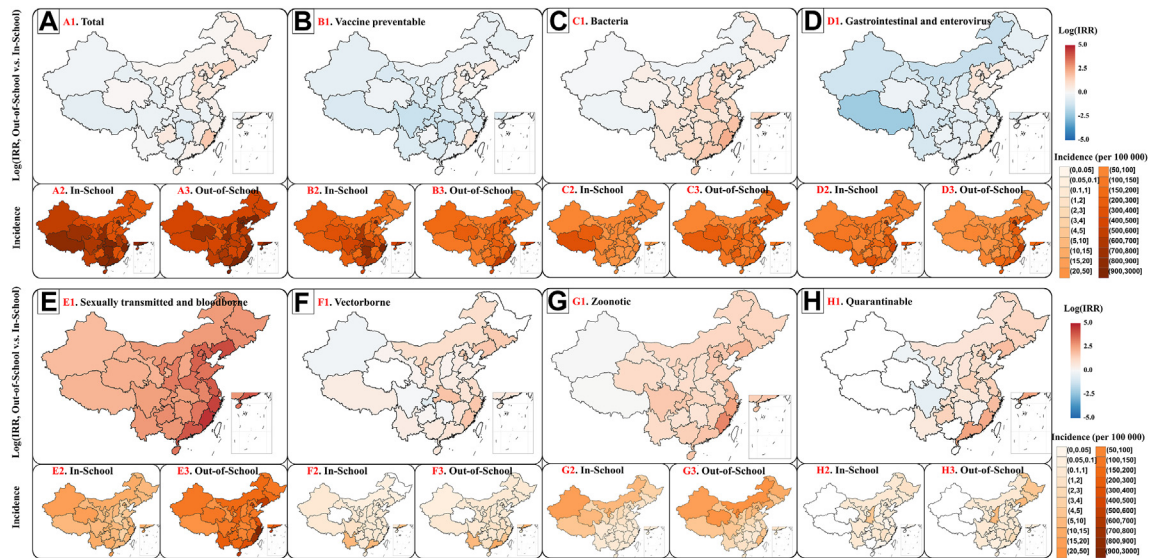 Log(IRR, Out-of-School v.s. In-School)
A A1. Total
B B1. Vaccine preventable
C C1. Bacteria
D D1. Gastrointestinal and enterovirus
Log(IRR)
5.0
2.5
0.0
-2.5
-5.0
Incidence
A2. In-School
A3. Out-of-School
B2. In-School
B3. Out-of-School
C2. In-School
C3. Out-of-School
D2. In-School
D3. Out-of-School
Incidence (per 100 000)
(0,0.05] (50,100]
(0.05,0.1] (100,150]
(0.1,1] (150,200]
(1,2] (200,300]
(2,3] (300,400]
(3,4] (400,500]
(4,5] (500,600]
(5,10] (600,700]
(10,15] (700,800]
(15,20] (800,900]
(20,50] (900,3000]
Log(IRR, Out-of-School v.s. In-School)
E E1. Sexually transmitted and bloodborne
F F1. Vectorborne
G G1. Zoonotic
H H1. Quarantinable
Log(IRR)
5.0
2.5
0.0
-2.5
-5.0
Incidence
E2. In-School
E3. Out-of-School
F2. In-School
F3. Out-of-School
G2. In-School
G3. Out-of-School
H2. In-School
H3. Out-of-School
Incidence (per 100 000)
(0,0.05] (50,100]
(0.05,0.1] (100,150]
(0.1,1] (150,200]
(1,2] (200,300]
(2,3] (300,400]
(3,4] (400,500]
(4,5] (500,600]
(5,10] (600,700]
(10,15] (700,800]
(15,20] (800,900]
(20,50] (900,3000]